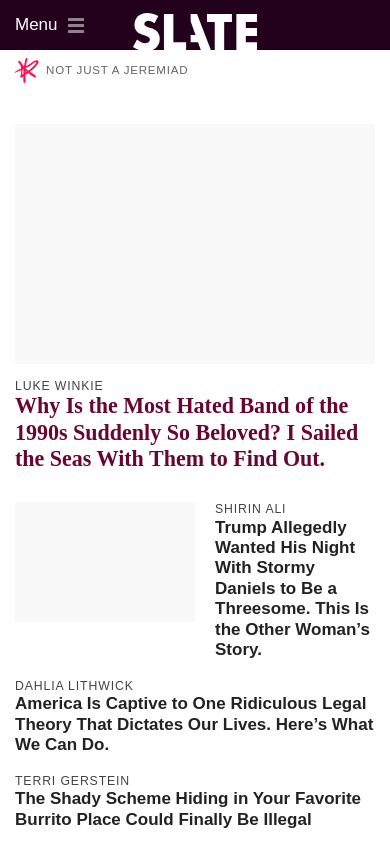 Menu
SLATE
NOT JUST A JEREMIAD
LUKE WINKIE
Why Is the Most Hated Band of the
1990s Suddenly So Beloved? I Sailed
the Seas With Them to Find Out.
SHIRIN ALI
Trump Allegedly
Wanted His Night
With Stormy
Daniels to Be a
Threesome. This Is
the Other Woman’s
Story.
DAHLIA LITHWICK
America Is Captive to One Ridiculous Legal
Theory That Dictates Our Lives. Here’s What
We Can Do.
TERRI GERSTEIN
The Shady Scheme Hiding in Your Favorite
Burrito Place Could Finally Be Illegal